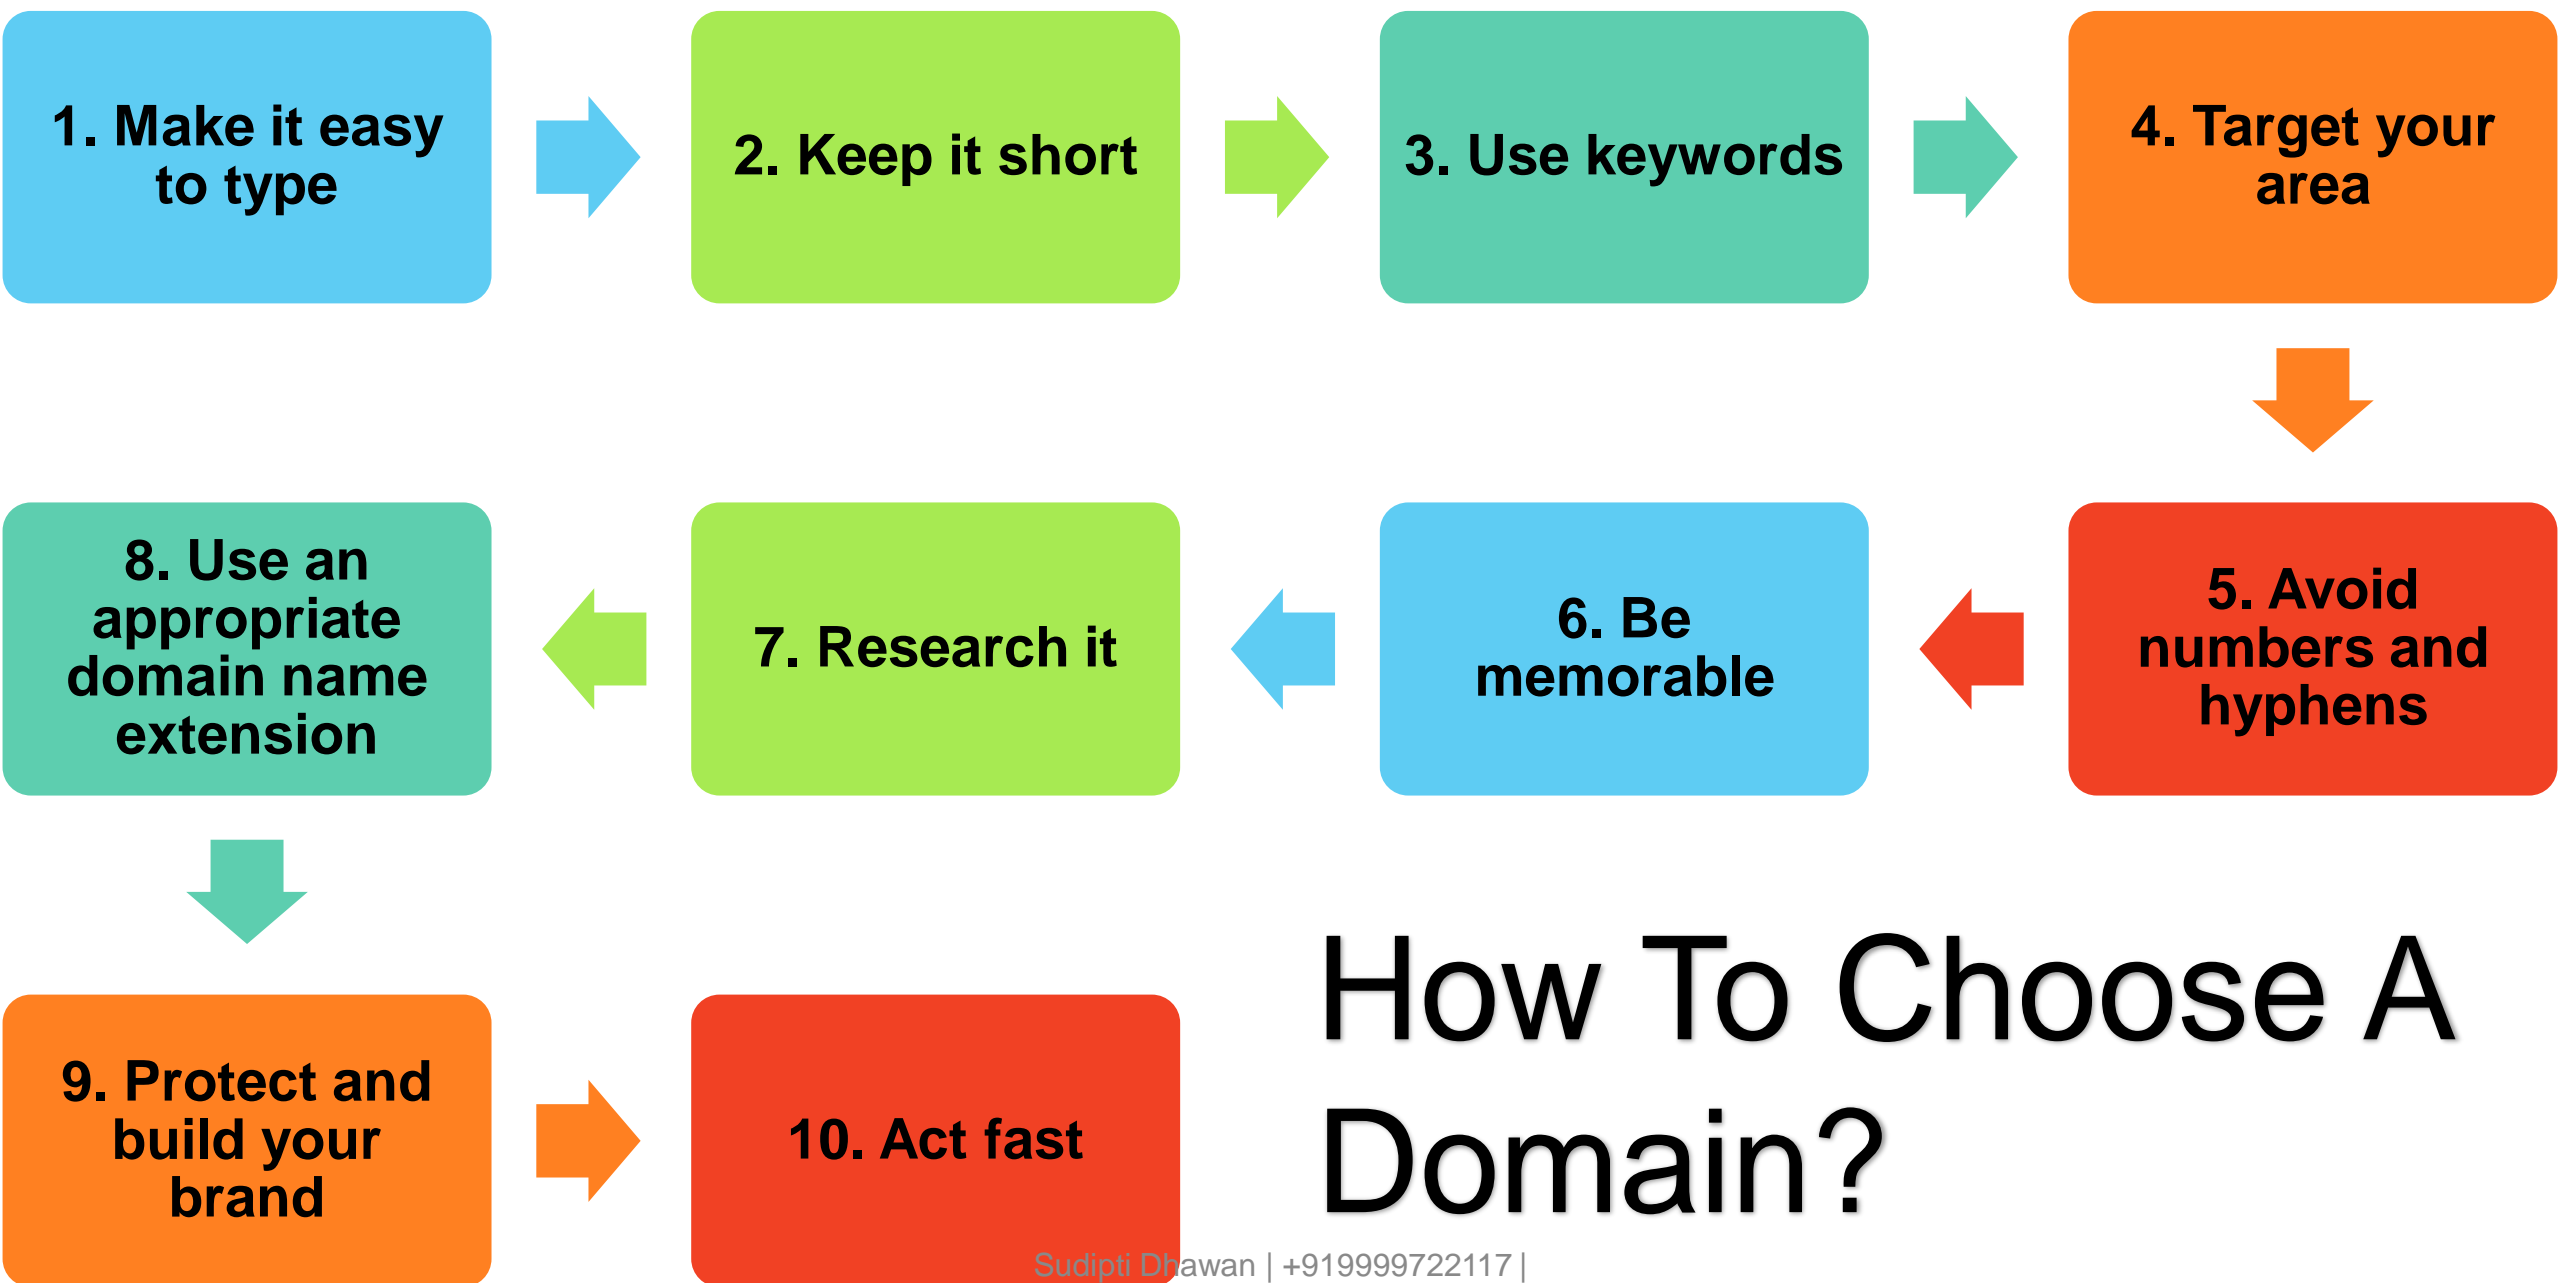 1. Make it easy
to type
2. Keep it short
3. Use keywords
4. Target your
area
5. Avoid
numbers and
hyphens
6. Be
memorable
7. Research it
8. Use an
appropriate
domain name
extension
9. Protect and
build your
brand
10. Act fast
How To Choose A
Domain?
Sudipti Dhawan | +919999722117 |